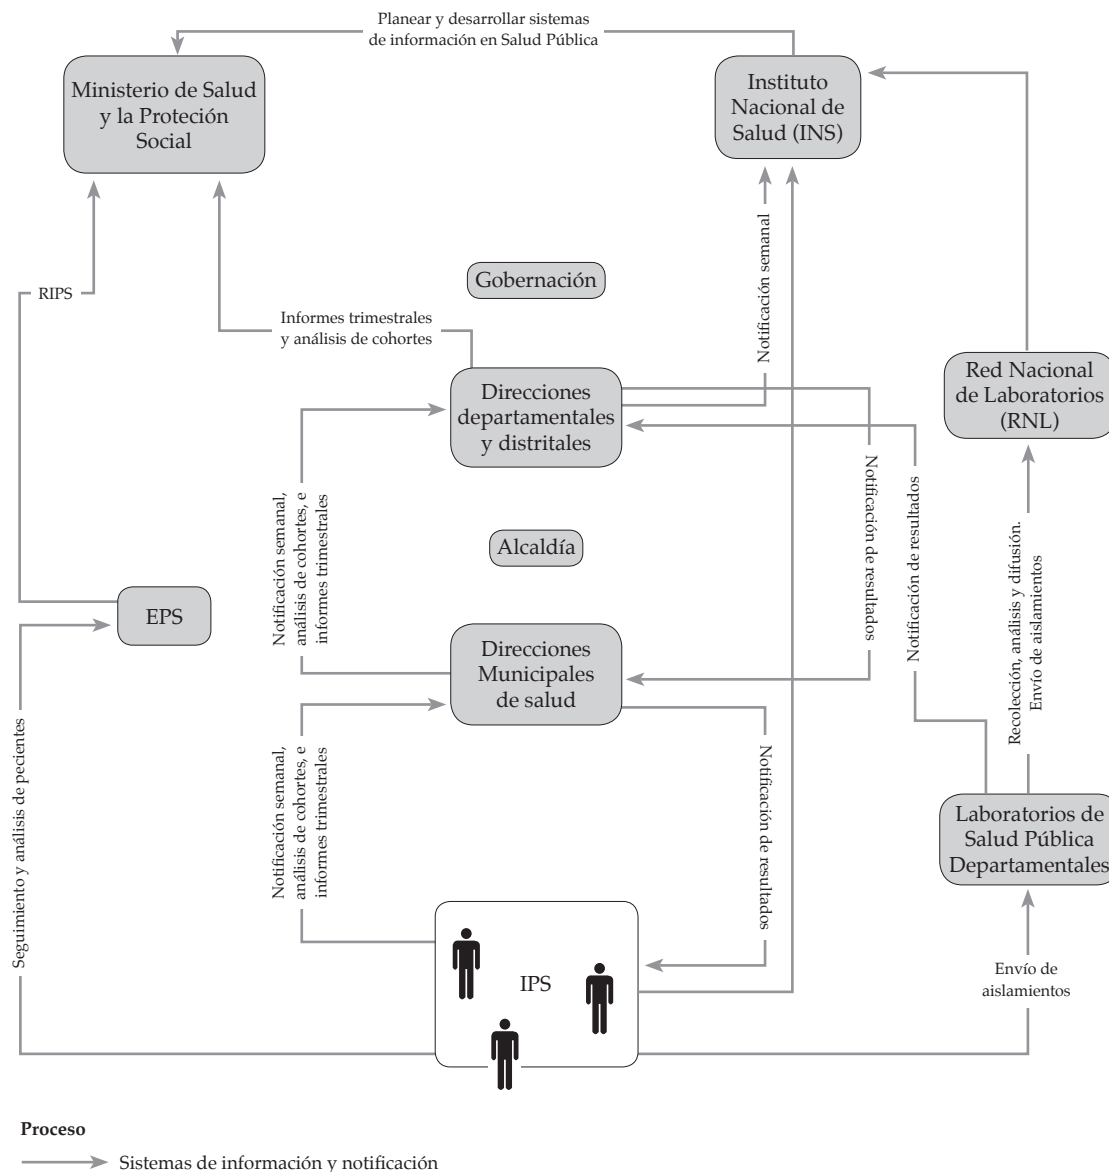 Planear y desarrollar sistemas
de información en Salud Pública
Ministerio de Salud
y la Proteción
Social
Instituto
Nacional de
Salud (INS)
Notificación semanal
Gobernación
RIPS
Informes trimestrales
y análisis de cohortes
Direcciones
departamentales
y distritales
Red Nacional
de Laboratorios
(RNL)
Notificación semanal,
análisis de cohortes, e
informes trimestrales
Notificación de resultados
Notificación de resultados
Recolección, análisis y difusión.
Envío de aislamientos
Alcaldía
EPS
Direcciones
Municipales
de salud
Seguimiento y análisis de pecientes
Notificación semanal,
análisis de cohortes, e
informes trimestrales
Notificación de resultados
Laboratorios de
Salud Pública
Departamentales
IPS
Envío de
aislamientos
Proceso
Sistemas de información y notificación